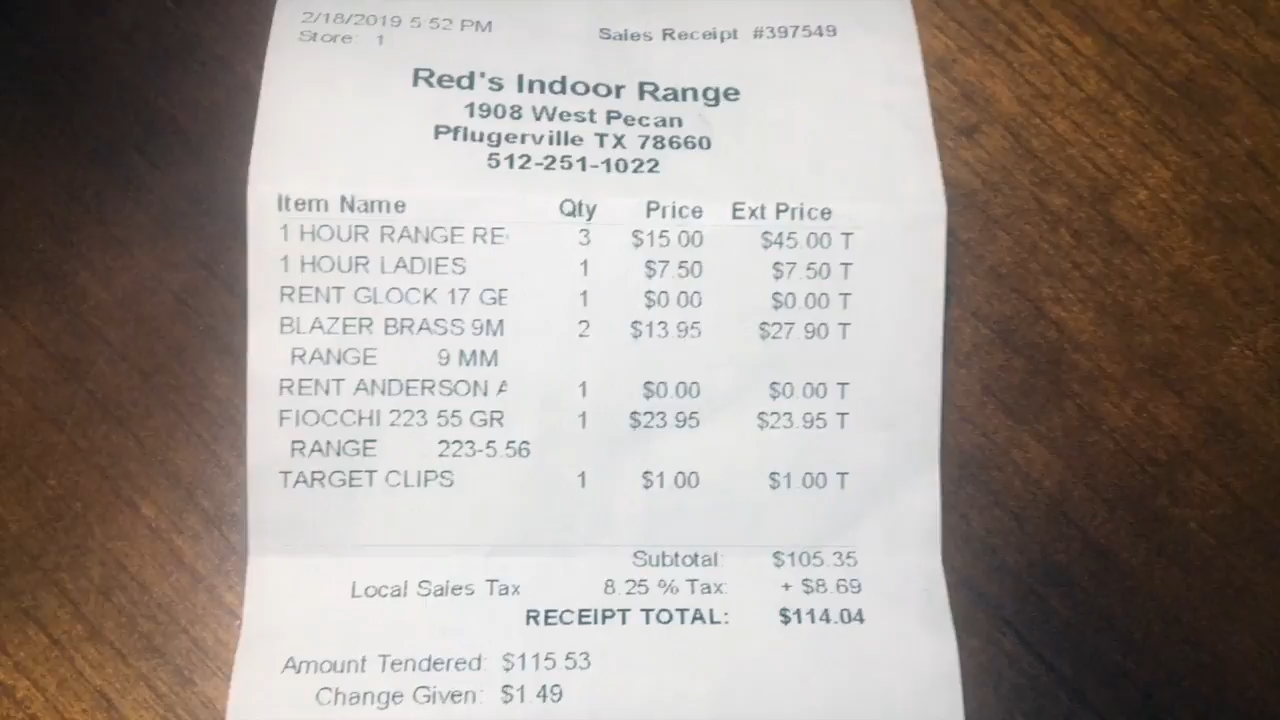 2/18/2019 5:52 PM
Store: 1 Sales Receipt #397549
Red's Indoor Range
1908 West Pecan
Pflugerville TX 78660
512-251-1022
Item Name Qty Price Ext Price
1 HOUR RANGE RE 3 $15.00 $45.00 T
1 HOUR LADIES 1 $7.50 $7.50 T
RENT GLOCK 17 GE 1 $0.00 $0.00 T
BLAZER BRASS 9M 2 $13.95 $27.90 T
RANGE 9 MM
RENT ANDERSON A 1 $0.00 $0.00 T
FIOCCHI 223 55 GR 1 $23.95 $23.95 T
RANGE 223-5.56
TARGET CLIPS 1 $1.00 $1.00 T
Subtotal: $105.35
Local Sales Tax 8.25 % Tax: + $8.69
RECEIPT TOTAL: $114.04
Amount Tendered: $115.53
Change Given: $1.49